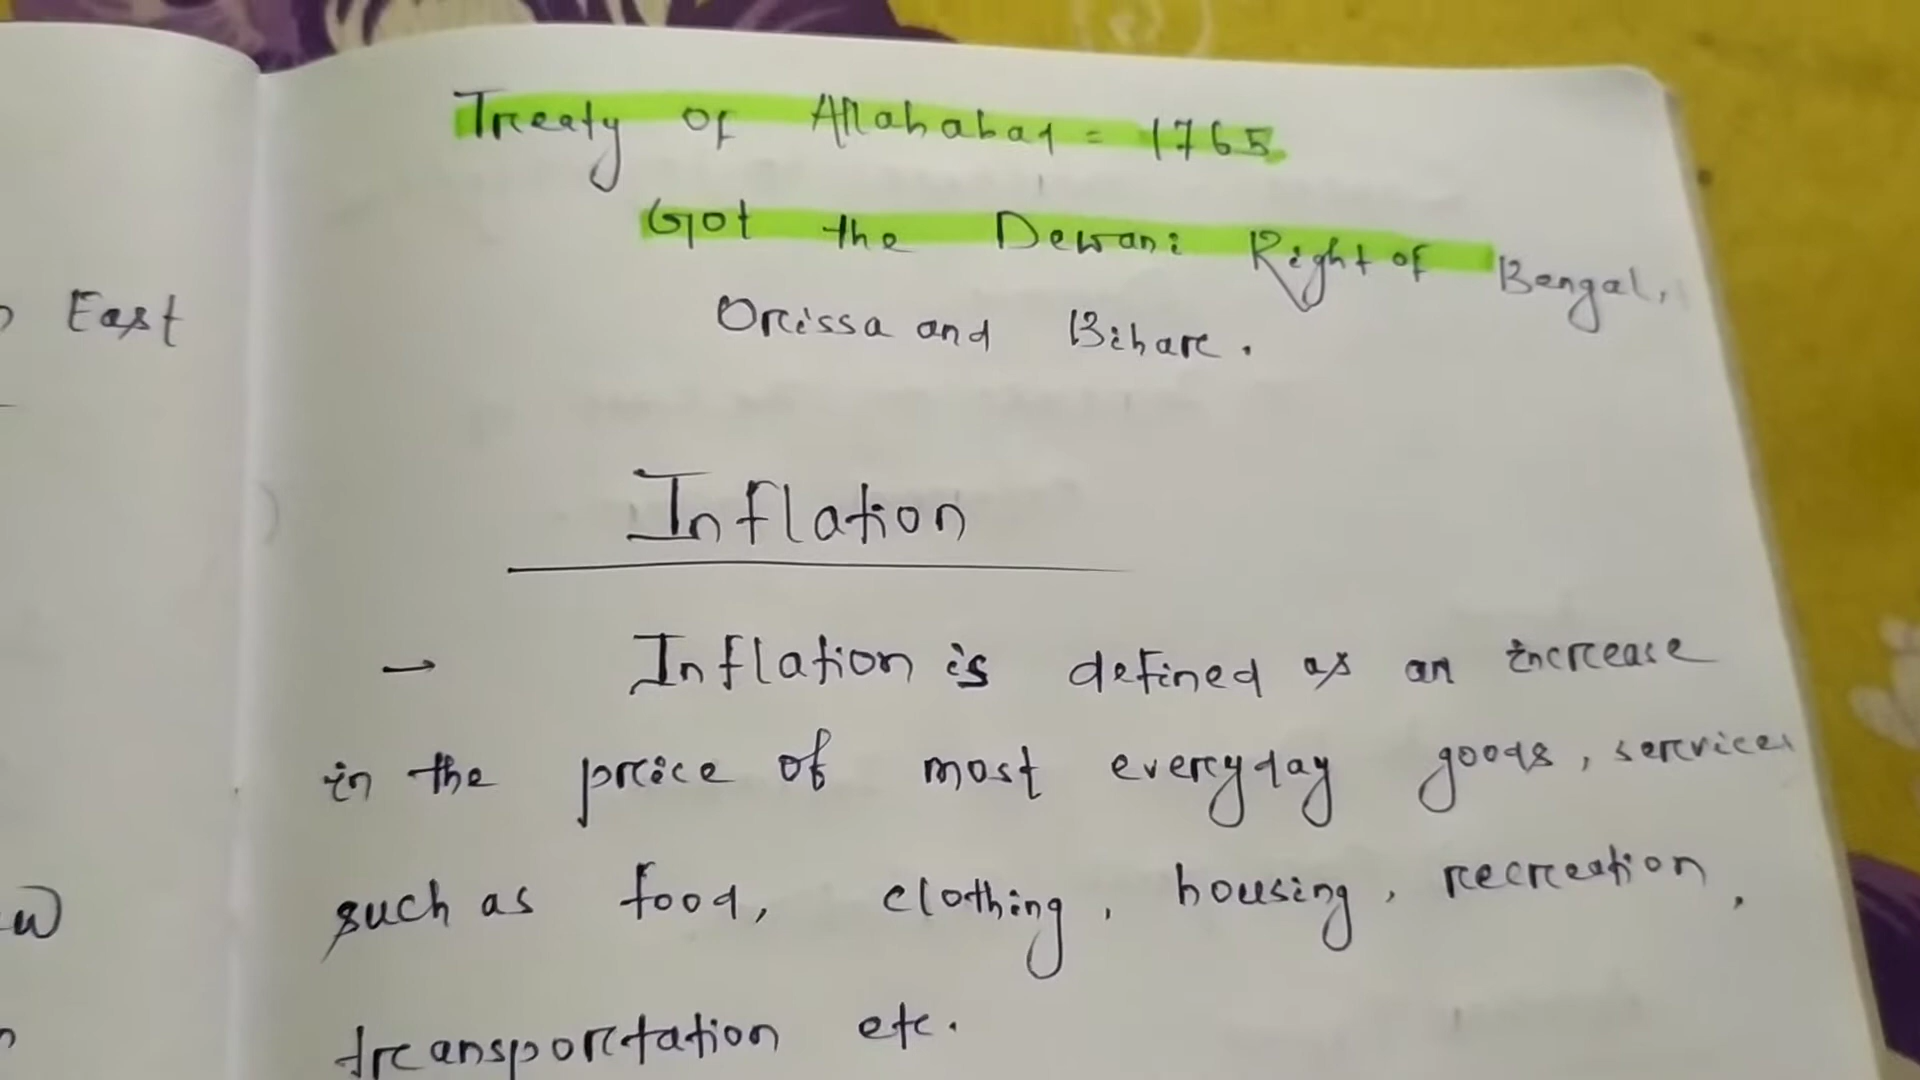 Treaty of Allahabad = 1765
Got the Dewani Right of Bengal,
Orissa and Bihar.
East
Inflation
→ Inflation is defined as an increase
in the price of most everyday goods, services
such as food, clothing, housing, recreation,
transportation etc.